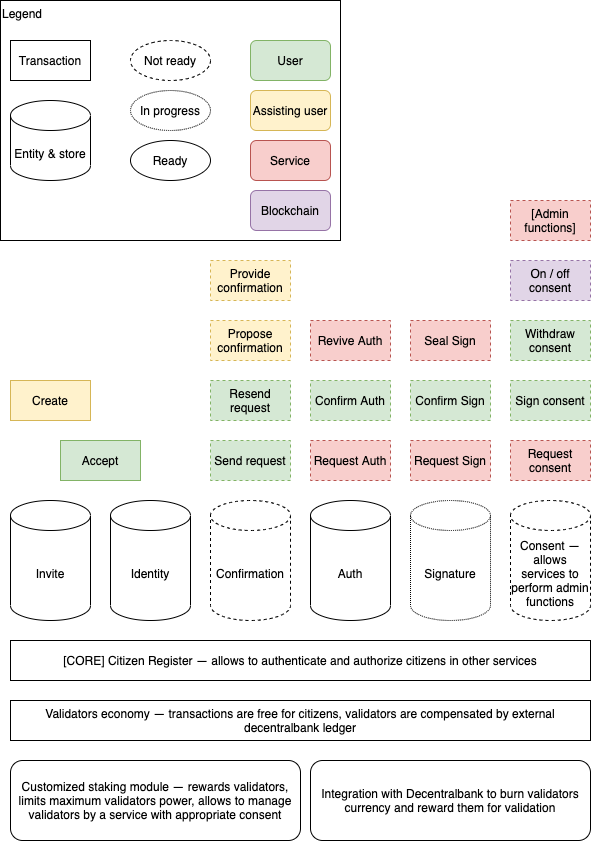 Legend
Transaction
Not ready
User
In progress
Assisting user
Entity & store
Ready
Service
Blockchain
[Admin
functions]
Provide
confirmation
On / off
consent
Propose
confirmation
Revive Auth
Seal Sign
Withdraw
consent
Create
Resend
request
Confirm Auth
Confirm Sign
Sign consent
Accept
Send request
Request Auth
Request Sign
Request
consent
Invite
Identity
Confirmation
Auth
Signature
Consent —
allows
services to
perform admin
functions
[CORE] Citizen Register — allows to authenticate and authorize citizens in other services
Validators economy — transactions are free for citizens, validators are compensated by external
decentralbank ledger
Customized staking module — rewards validators,
limits maximum validators power, allows to manage
validators by a service with appropriate consent
Integration with Decentralbank to burn validators
currency and reward them for validation